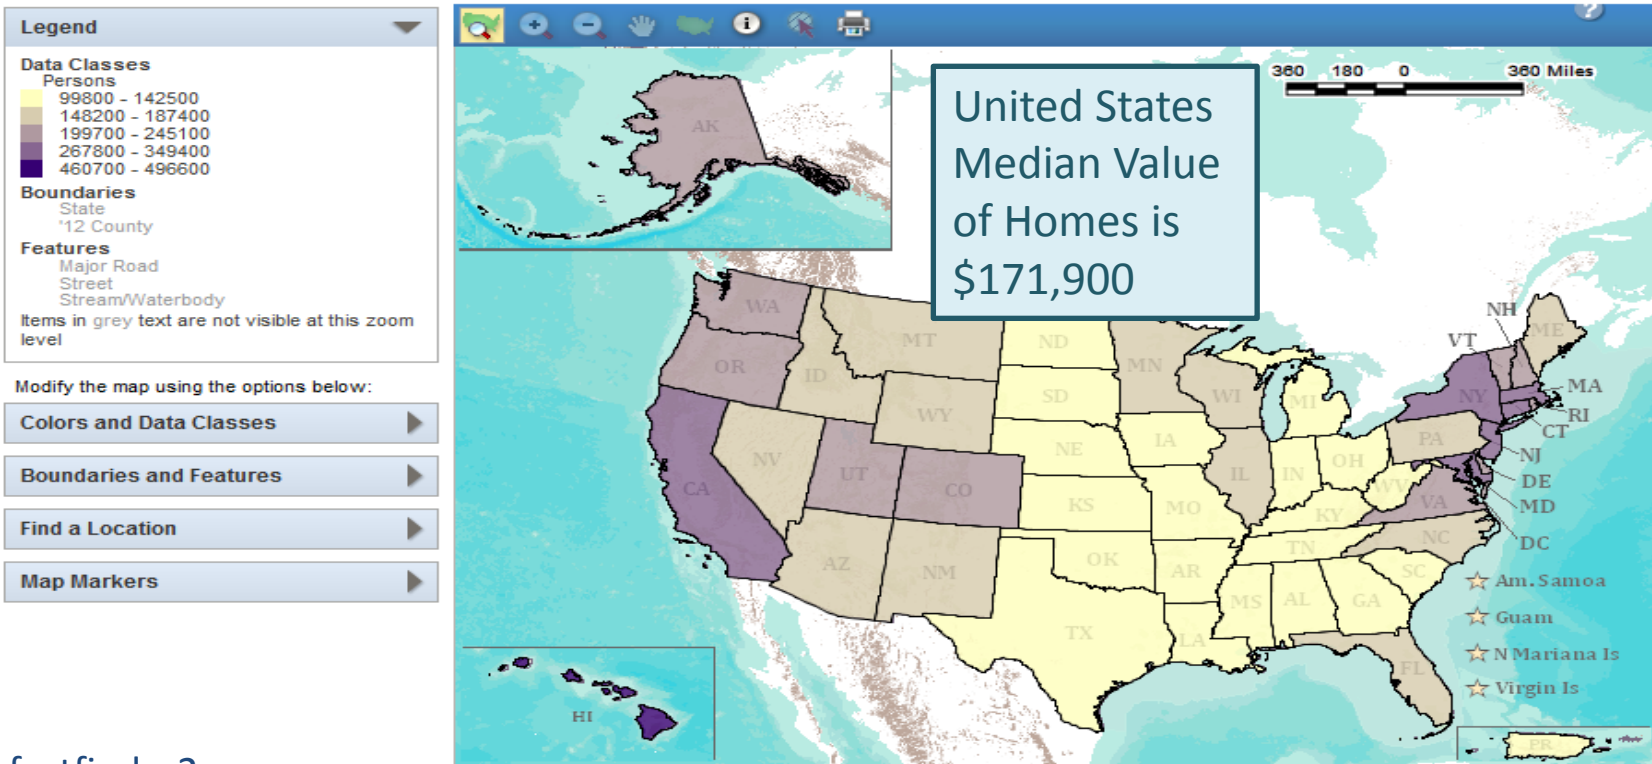 Legend
Data Classes
Persons
99800 - 142500
148200 - 187400
199700 - 245100
267800 - 349400
460700 - 496600
Boundaries
State
'12 County
Features
Major Road
Street
Stream/Waterbody
Items in grey text are not visible at this zoom
level
Modify the map using the options below:
Colors and Data Classes
Boundaries and Features
Find a Location
Map Markers
?
i
360 180 0 360 Miles
United States
Median Value
of Homes is
$171,900
AK
WA
MT
ND
MN
OR
ID
WY
SD
WI
MI
NH
VT
ME
NY
MA
RI
CT
NJ
DE
MD
DC
NV
UT
CO
NE
IA
IL
IN
OH
PA
CA
KS
MO
KY
WV
VA
AZ
NM
OK
AR
TN
NC
SC
TX
LA
MS
AL
GA
FL
Am. Samoa
Guam
N Mariana Is
Virgin Is
HI
PR